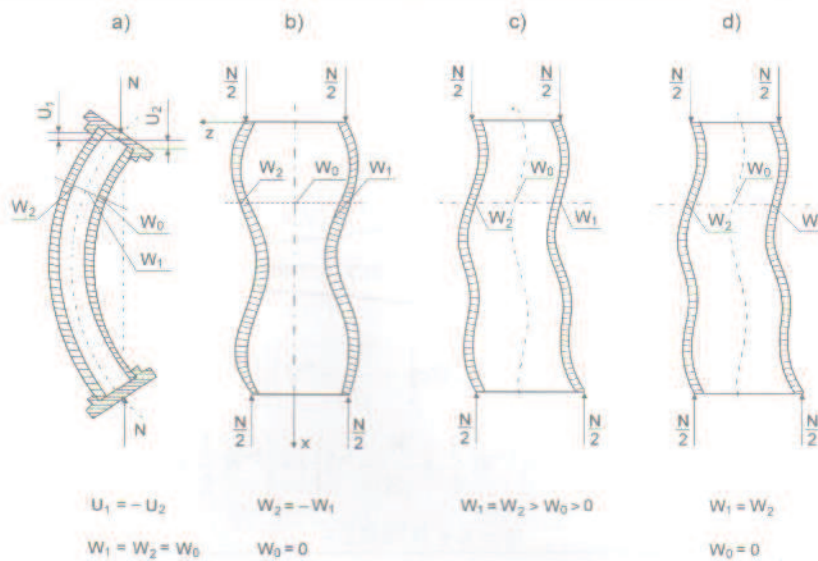 a) b) c) d)
N
N/2 N/2 N/2 N/2 N/2 N/2
U₁ U₂
z
W₂ W₀ W₁
W₂ W₀ W₁
W₀ W₂ W₁
W₀ W₂ W
N
N/2 N/2 N/2 N/2 N/2 N/2
x
U₁ = – U₂ W₂ = –W₁ W₁ = W₂ > W₀ > 0 W₁ = W₂
W₁ = W₂ = W₀ W₀ = 0 W₀ = 0